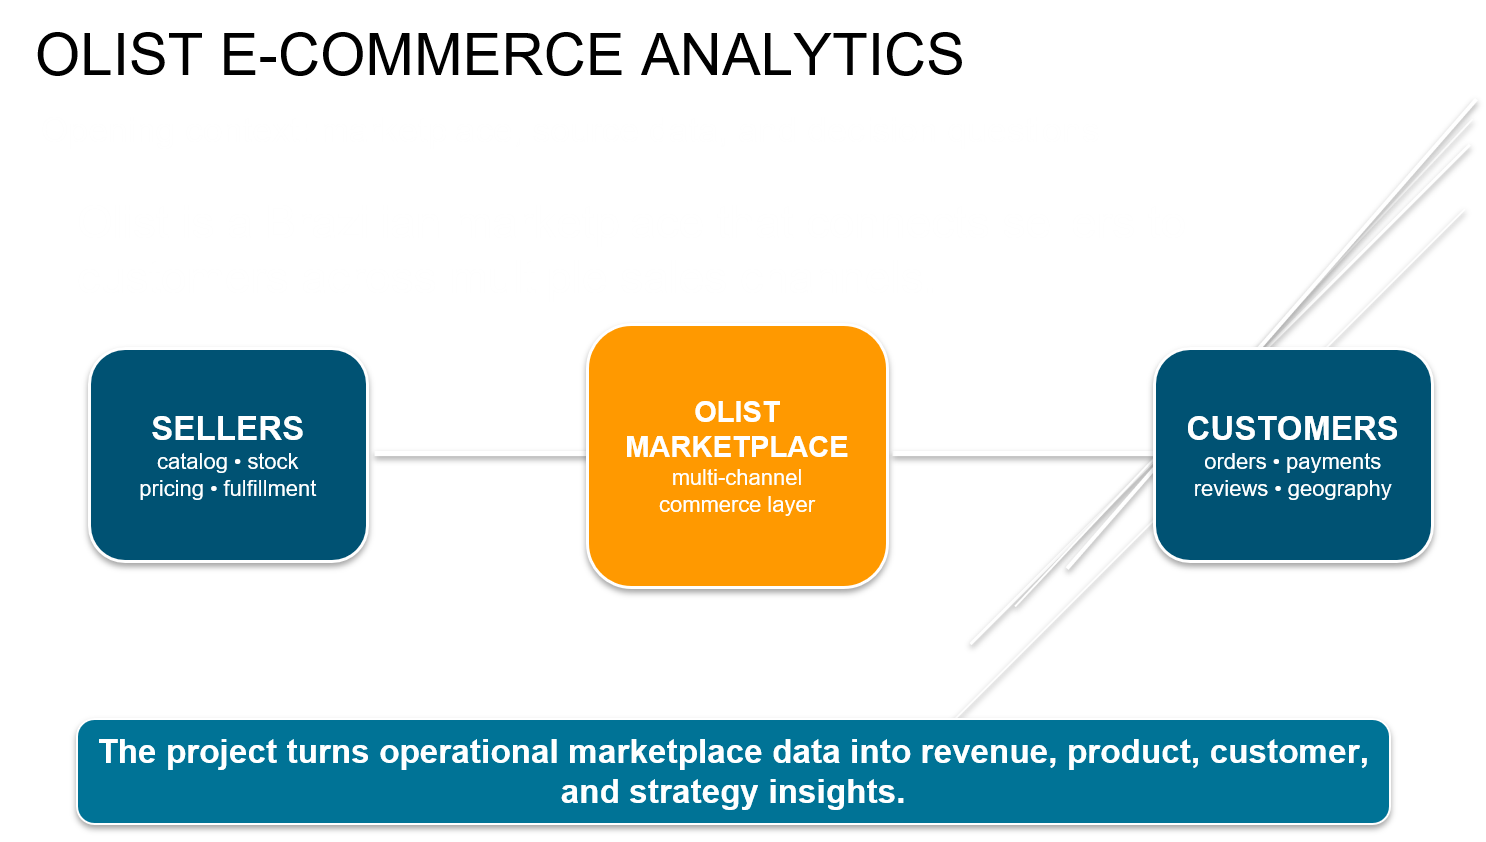 OLIST E-COMMERCE ANALYTICS
SELLERS
catalog • stock
pricing • fulfillment
OLIST
MARKETPLACE
multi-channel
commerce layer
CUSTOMERS
orders • payments
reviews • geography
The project turns operational marketplace data into revenue, product, customer,
and strategy insights.